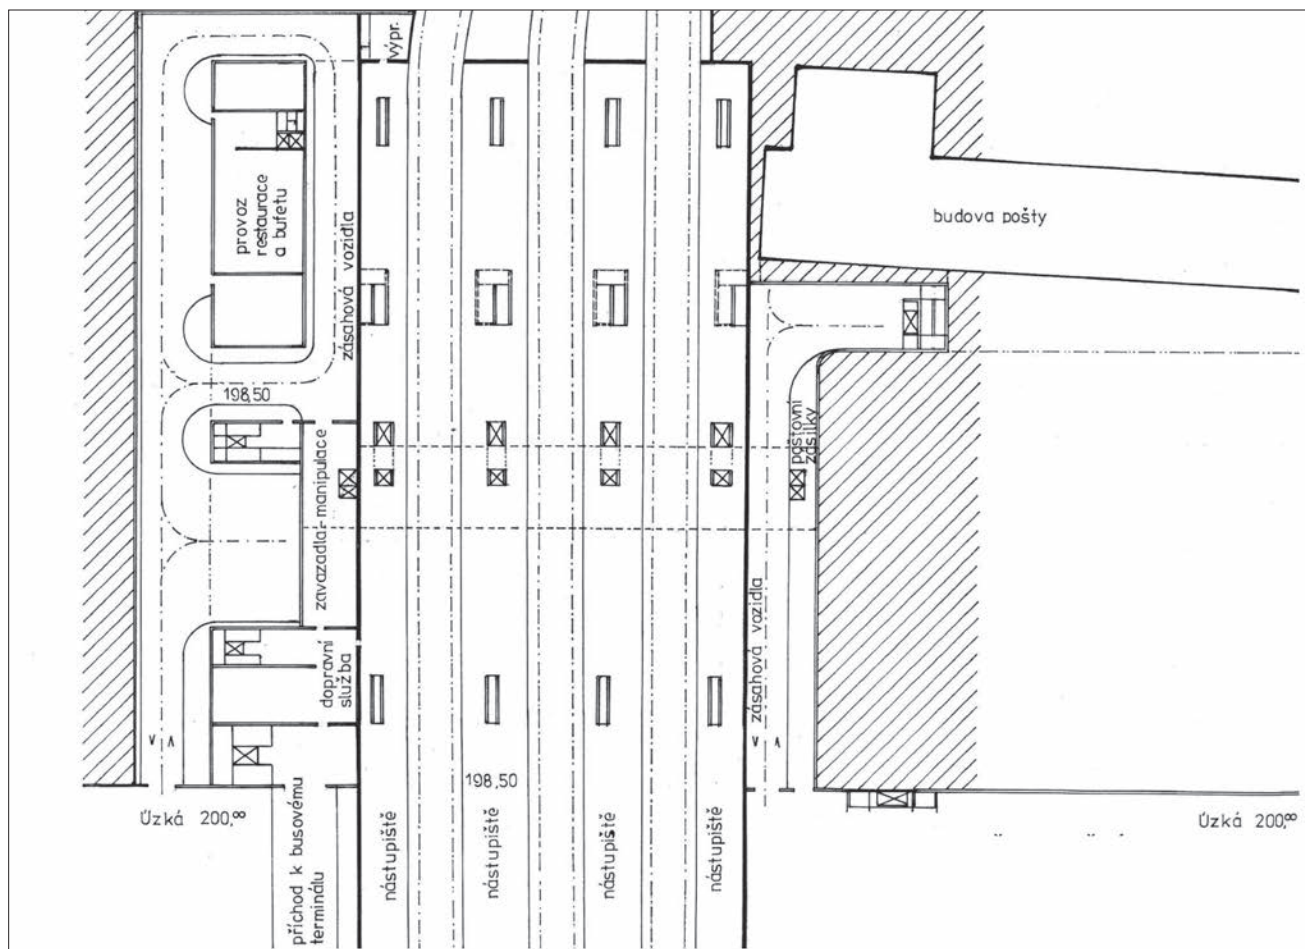 výpr.
budova pošty
provoz
restaurace
a bufetu
zásahová vozidla
198,50
zavazadla-manipulace
poštovní
zásilky
dopravní
služba
zásahová vozidla
198,50
Úzká 200,⁰⁰
Úzká 200,⁰⁰
příchod k busovému
terminálu
nástupiště
nástupiště
nástupiště
nástupiště